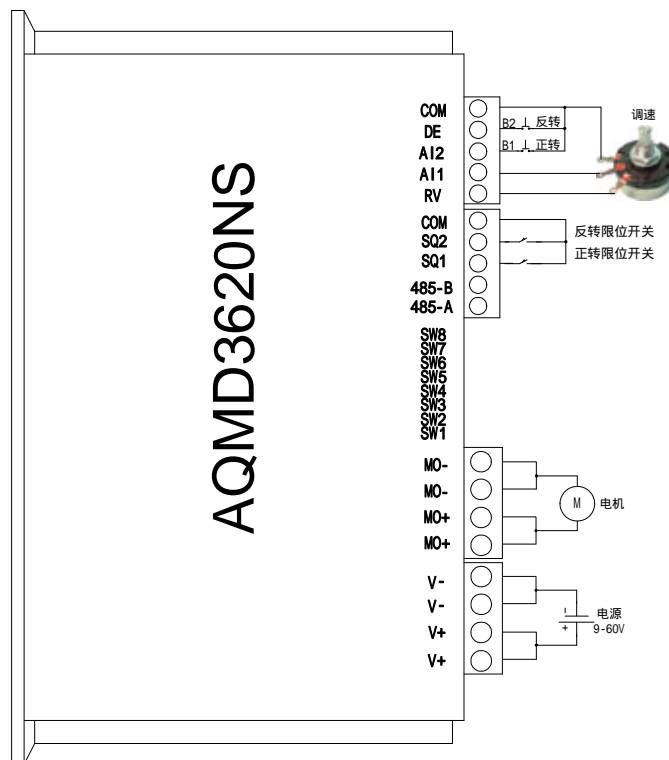 AQMD3620NS
COM
DE
AI2
AI1
RV
B2 反转
B1 正转
调速
COM
SQ2
SQ1
485-B
485-A
反转限位开关
正转限位开关
SW8
SW7
SW6
SW5
SW4
SW3
SW2
SW1
MO-
MO-
MO+
MO+
M 电机
V-
V-
V+
V+
- 电源
+ 9-60V